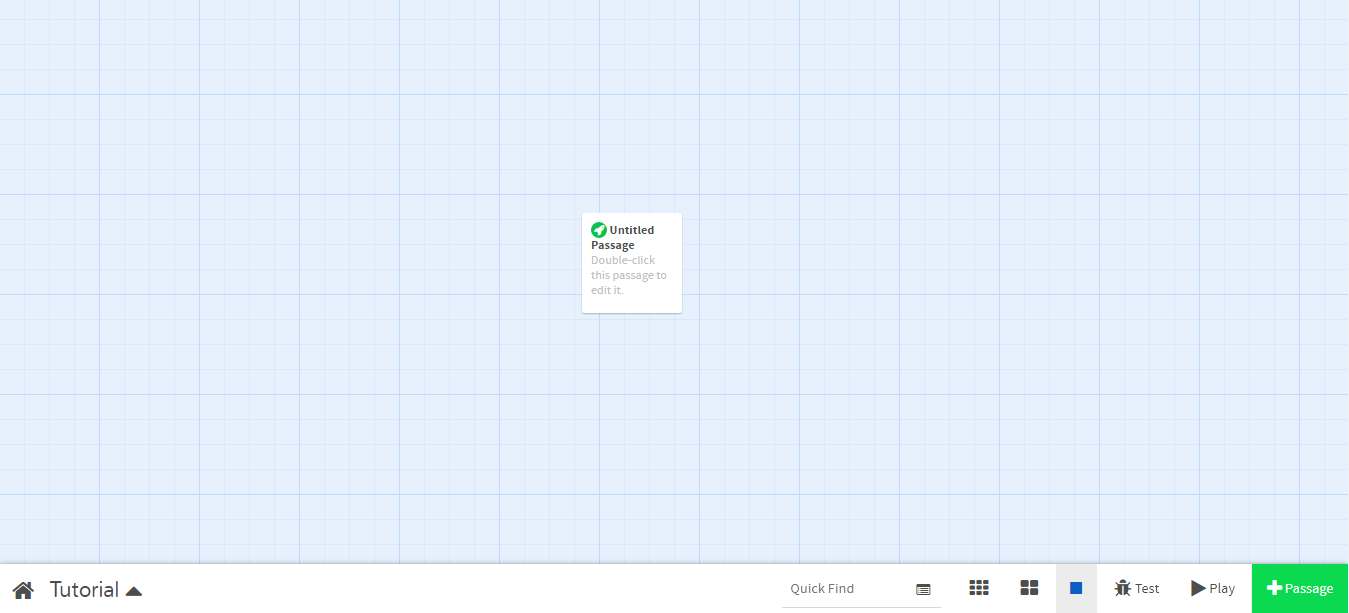 Untitled
Passage
Double-click
this passage to
edit it.
Tutorial
Quick Find
Test
Play
Passage